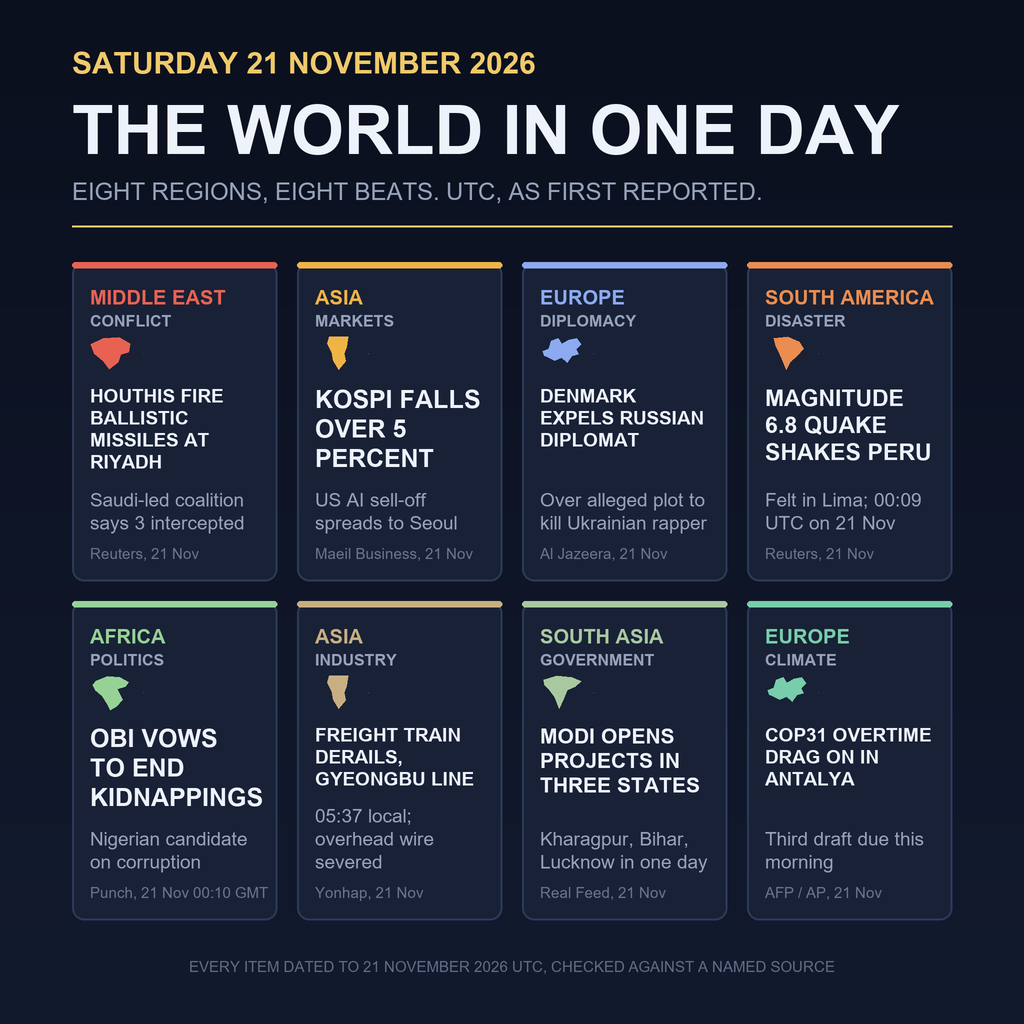 SATURDAY 21 NOVEMBER 2026
THE WORLD IN ONE DAY
EIGHT REGIONS, EIGHT BEATS. UTC, AS FIRST REPORTED.
MIDDLE EAST
CONFLICT
HOUTHIS FIRE
BALLISTIC
MISSILES AT
RIYADH
Saudi-led coalition
says 3 intercepted
Reuters, 21 Nov
ASIA
MARKETS
KOSPI FALLS
OVER 5
PERCENT
US AI sell-off
spreads to Seoul
Maeil Business, 21 Nov
EUROPE
DIPLOMACY
DENMARK
EXPELS RUSSIAN
DIPLOMAT
Over alleged plot to
kill Ukrainian rapper
Al Jazeera, 21 Nov
SOUTH AMERICA
DISASTER
MAGNITUDE
6.8 QUAKE
SHAKES PERU
Felt in Lima; 00:09
UTC on 21 Nov
Reuters, 21 Nov
AFRICA
POLITICS
OBI VOWS
TO END
KIDNAPPINGS
Nigerian candidate
on corruption
Punch, 21 Nov 00:10 GMT
ASIA
INDUSTRY
FREIGHT TRAIN
DERAILS,
GYEONGBU LINE
05:37 local;
overhead wire
severed
Yonhap, 21 Nov
SOUTH ASIA
GOVERNMENT
MODI OPENS
PROJECTS IN
THREE STATES
Kharagpur, Bihar,
Lucknow in one day
Real Feed, 21 Nov
EUROPE
CLIMATE
COP31 OVERTIME
DRAG ON IN
ANTALYA
Third draft due this
morning
AFP / AP, 21 Nov
EVERY ITEM DATED TO 21 NOVEMBER 2026 UTC, CHECKED AGAINST A NAMED SOURCE